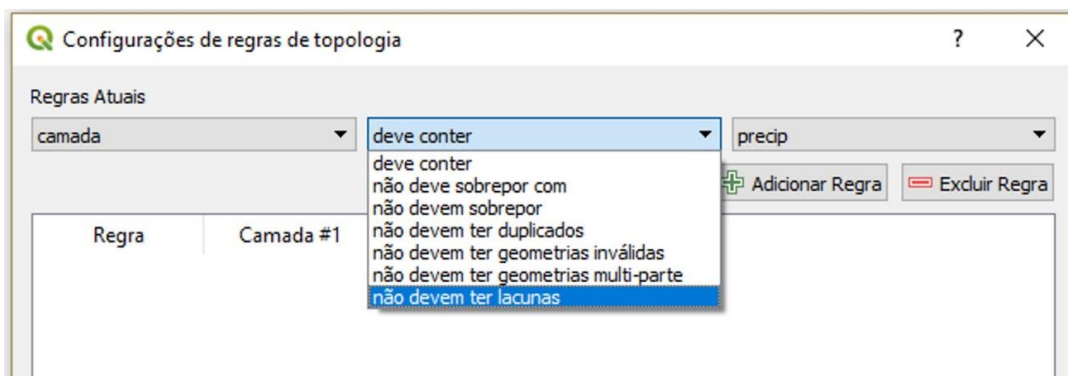 Configurações de regras de topologia ?
Regras Atuais
camada deve conter precip
deve conter
não deve sobrepor com
não devem sobrepor
não devem ter duplicados
não devem ter geometrias inválidas
não devem ter geometrias multi-parte
não devem ter lacunas
Adicionar Regra Excluir Regra
Regra Camada #1